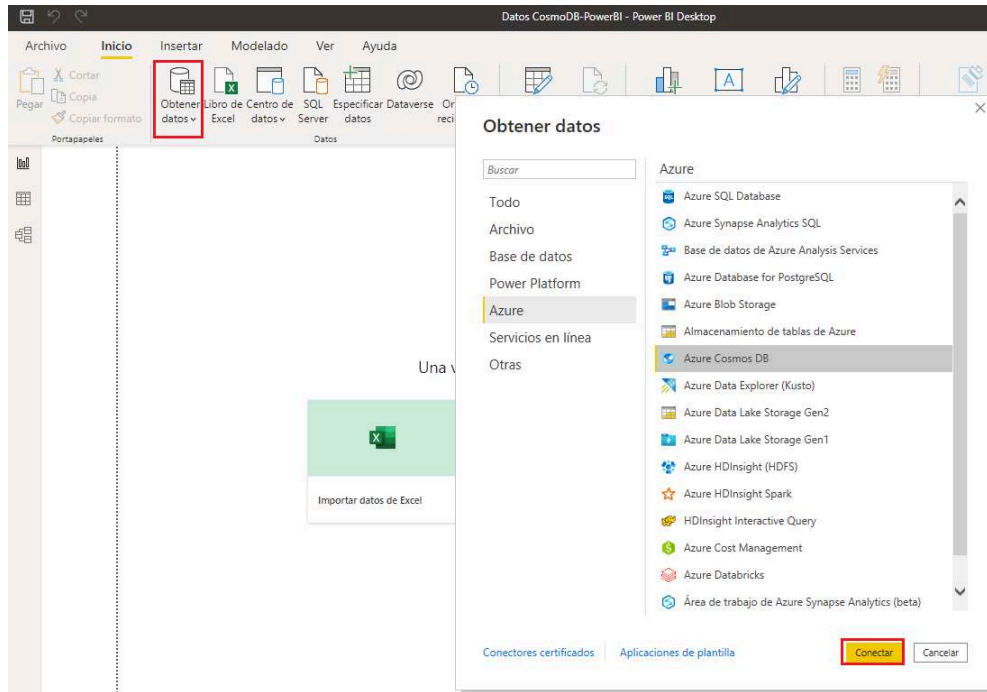 Datos CosmoDB-PowerBI - Power BI Desktop
Archivo Inicio Insertar Modelado Ver Ayuda
Pegar
Cortar
Copia
Copiar formato
Portapapeles
Obtener datos
Libro de Excel
Centro de datos
SQL Server
Especificar datos
Dataverse
Or
reci
Datos
Una v
Importar datos de Excel
Obtener datos
Buscar
Todo
Archivo
Base de datos
Power Platform
Azure
Servicios en línea
Otras
Azure
Azure SQL Database
Azure Synapse Analytics SQL
Base de datos de Azure Analysis Services
Azure Database for PostgreSQL
Azure Blob Storage
Almacenamiento de tablas de Azure
Azure Cosmos DB
Azure Data Explorer (Kusto)
Azure Data Lake Storage Gen2
Azure Data Lake Storage Gen1
Azure HDInsight (HDFS)
Azure HDInsight Spark
HDInsight Interactive Query
Azure Cost Management
Azure Databricks
Área de trabajo de Azure Synapse Analytics (beta)
Conectores certificados
Aplicaciones de plantilla
Conectar
Cancelar